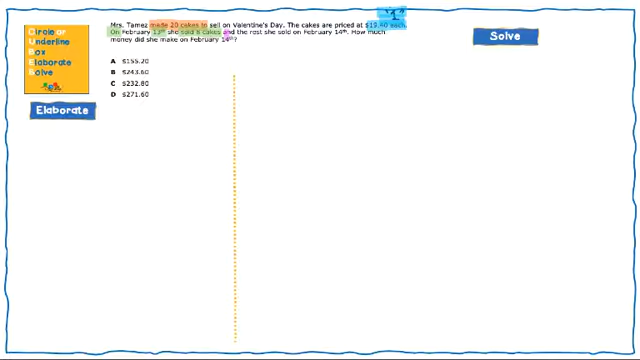 Circle or
Underline
Box
Elaborate
Solve
Elaborate
"1"
Mrs. Tamez made 20 cakes to sell on Valentine's Day. The cakes are priced at $19.40 each.
On February 13th she sold 8 cakes and the rest she sold on February 14th. How much
money did she make on February 14th?
A $155.20
B $243.60
C $232.80
D $271.60
Solve